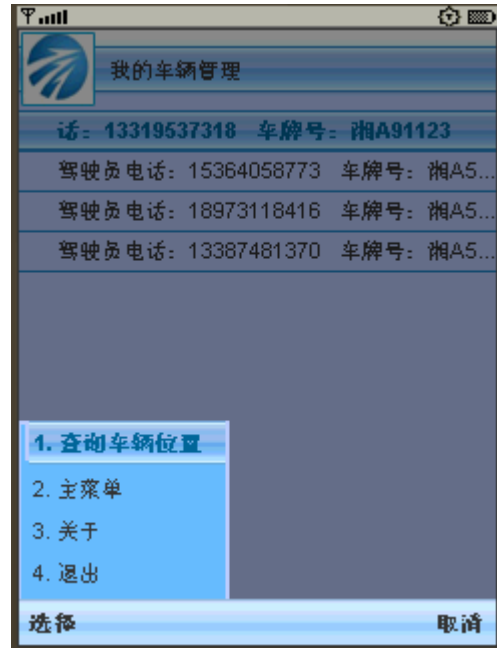 我的车辆管理
话：13319537318 车牌号：湘A91123
驾驶员电话：15364058773 车牌号：湘A5...
驾驶员电话：18973118416 车牌号：湘A5...
驾驶员电话：13387481370 车牌号：湘A5...
1. 查询车辆位置
2. 主菜单
3. 关于
4. 退出
选择 取消